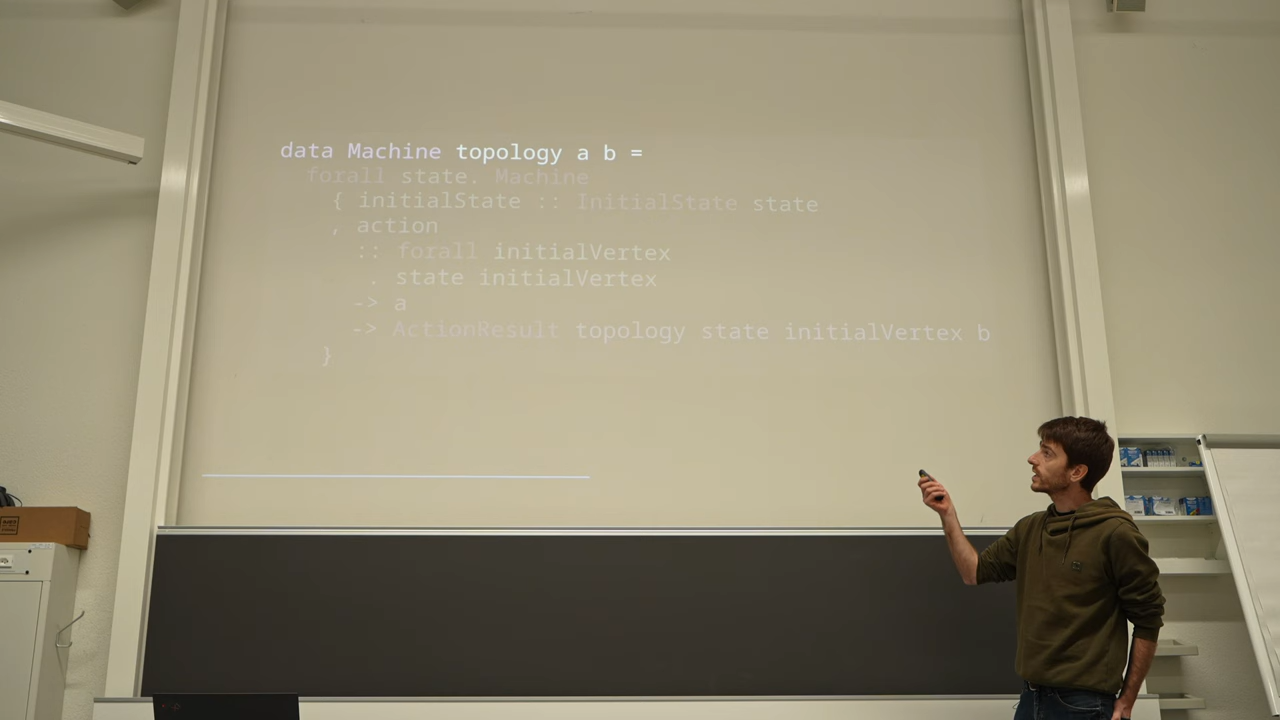 data Machine topology a b =
forall state. Machine
{ initialState :: InitialState state
, action
:: forall initialVertex
. state initialVertex
-> a
-> ActionResult topology state initialVertex b
}